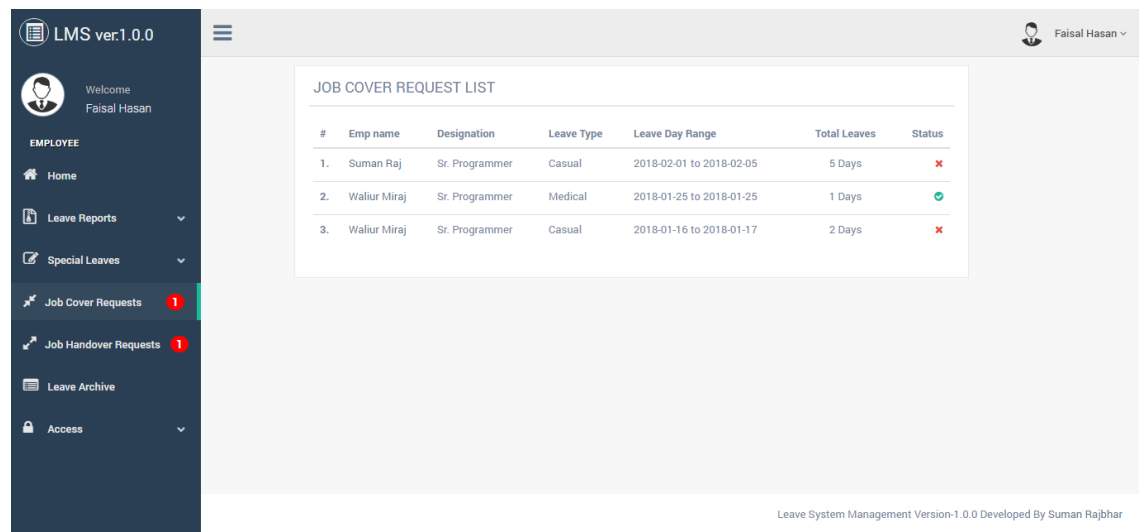 LMS ver.1.0.0
Faisal Hasan
Welcome
Faisal Hasan
EMPLOYEE
Home
Leave Reports
Special Leaves
Job Cover Requests 1
Job Handover Requests 1
Leave Archive
Access
JOB COVER REQUEST LIST
# Emp name Designation Leave Type Leave Day Range Total Leaves Status
1. Suman Raj Sr. Programmer Casual 2018-02-01 to 2018-02-05 5 Days
2. Waliur Miraj Sr. Programmer Medical 2018-01-25 to 2018-01-25 1 Days
3. Waliur Miraj Sr. Programmer Casual 2018-01-16 to 2018-01-17 2 Days
Leave System Management Version-1.0.0 Developed By Suman Rajbhar